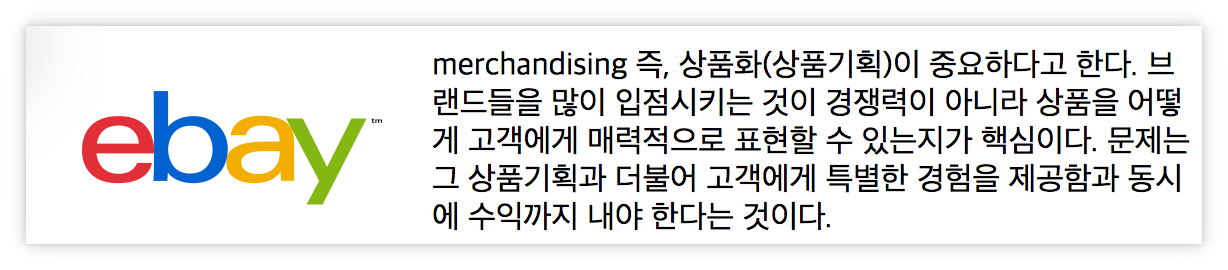 ebay™
merchandising 즉, 상품화(상품기획)이 중요하다고 한다. 브
랜드들을 많이 입점시키는 것이 경쟁력이 아니라 상품을 어떻
게 고객에게 매력적으로 표현할 수 있는지가 핵심이다. 문제는
그 상품기획과 더불어 고객에게 특별한 경험을 제공함과 동시
에 수익까지 내야 한다는 것이다.